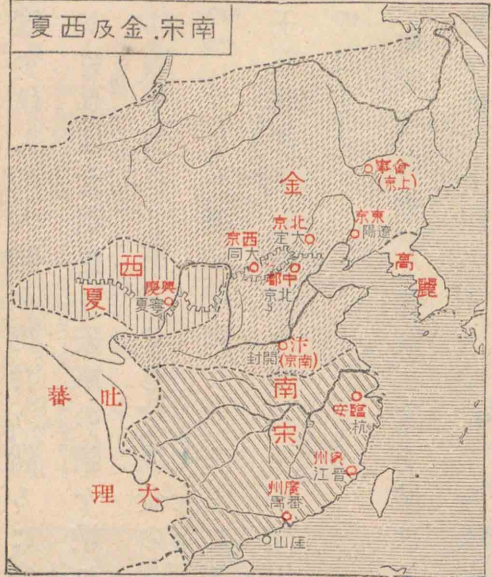 南宋.金及西夏
金
會寧
(上京)
東京
遼陽
北京
大定
西京
大同
中都
北京
西夏
興慶
寧夏
高麗
汴
(南京)
開封
南宋
臨安
杭
吐蕃
泉州
晉江
大理
廣州
番禺
厓山